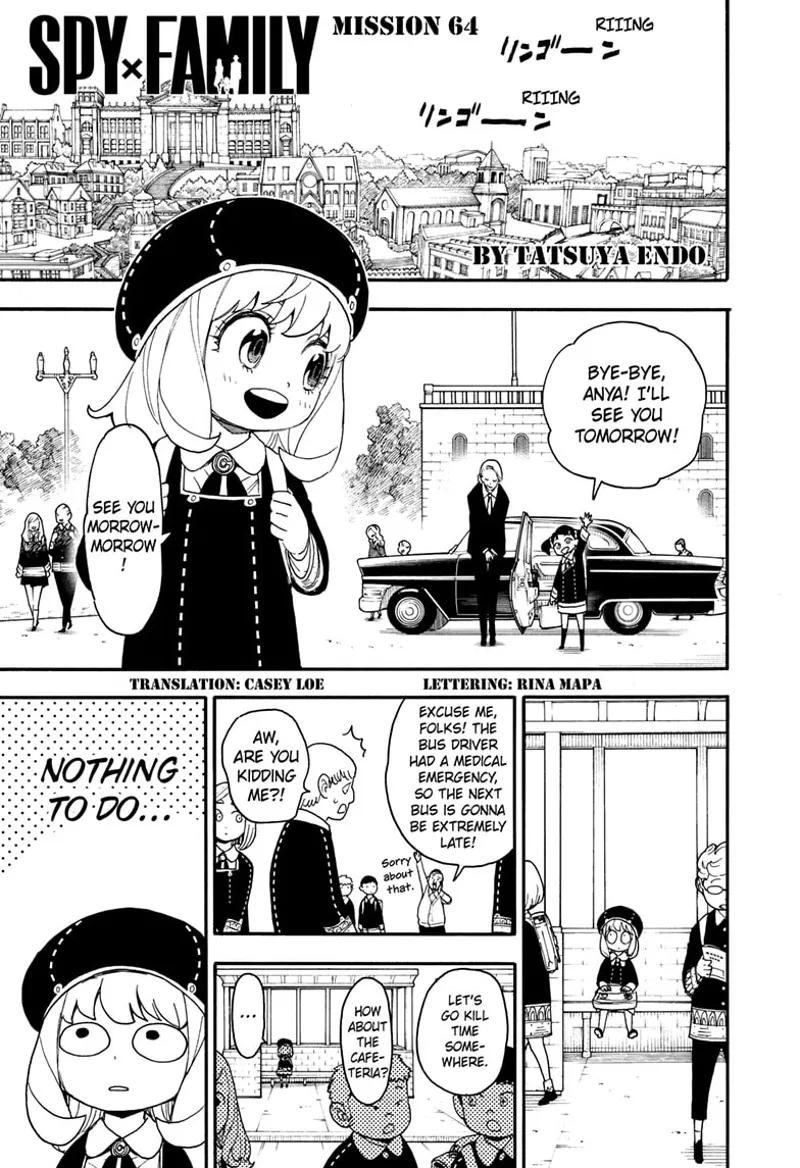 SPY×FAMILY
MISSION 64
RIIING
リンゴーン
RIIING
リンゴーン
BY TATSUYA ENDO
BYE-BYE,
ANYA! I'LL
SEE YOU
TOMORROW!
SEE YOU
MORROW-
MORROW
!
TRANSLATION: CASEY LOE
LETTERING: RINA MAPA
EXCUSE ME,
FOLKS! THE
BUS DRIVER
HAD A MEDICAL
EMERGENCY,
SO THE NEXT
BUS IS GONNA
BE EXTREMELY
LATE!
Sorry
about
that.
AW,
ARE YOU
KIDDING
ME?!
LET'S
GO KILL
TIME
SOME-
WHERE.
HOW
ABOUT
THE
CAFE-
TERIA?
...
NOTHING
TO DO...